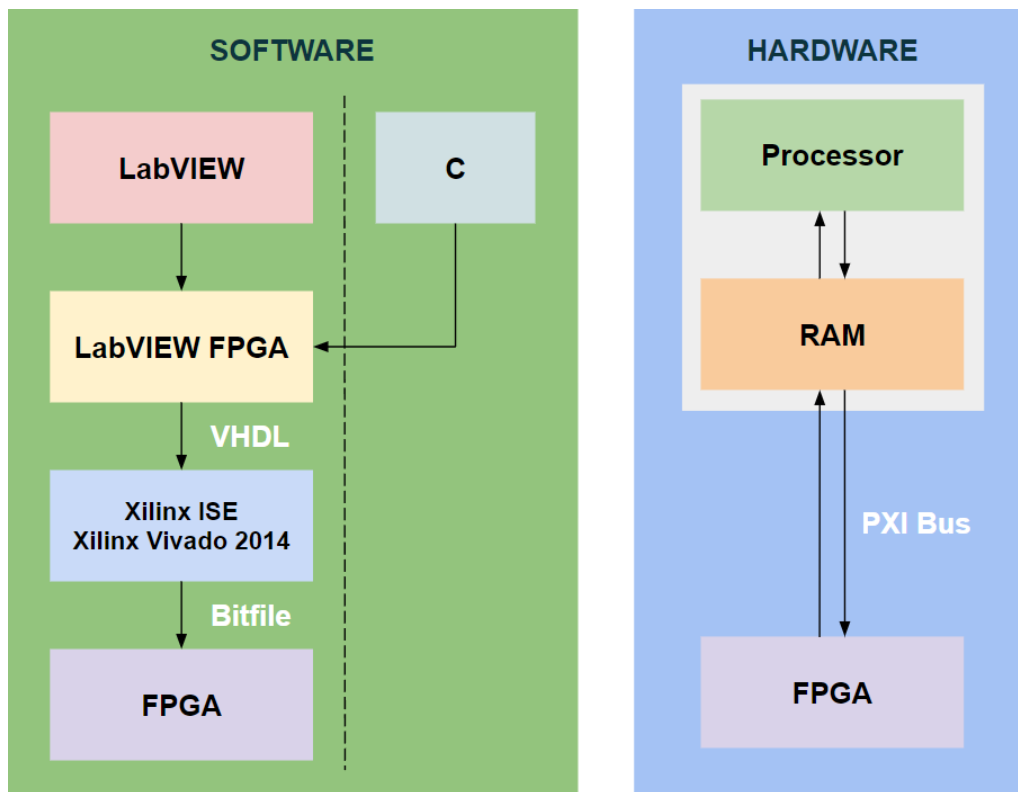 SOFTWARE
LabVIEW
C
LabVIEW FPGA
VHDL
Xilinx ISE
Xilinx Vivado 2014
Bitfile
FPGA
HARDWARE
Processor
RAM
PXI Bus
FPGA